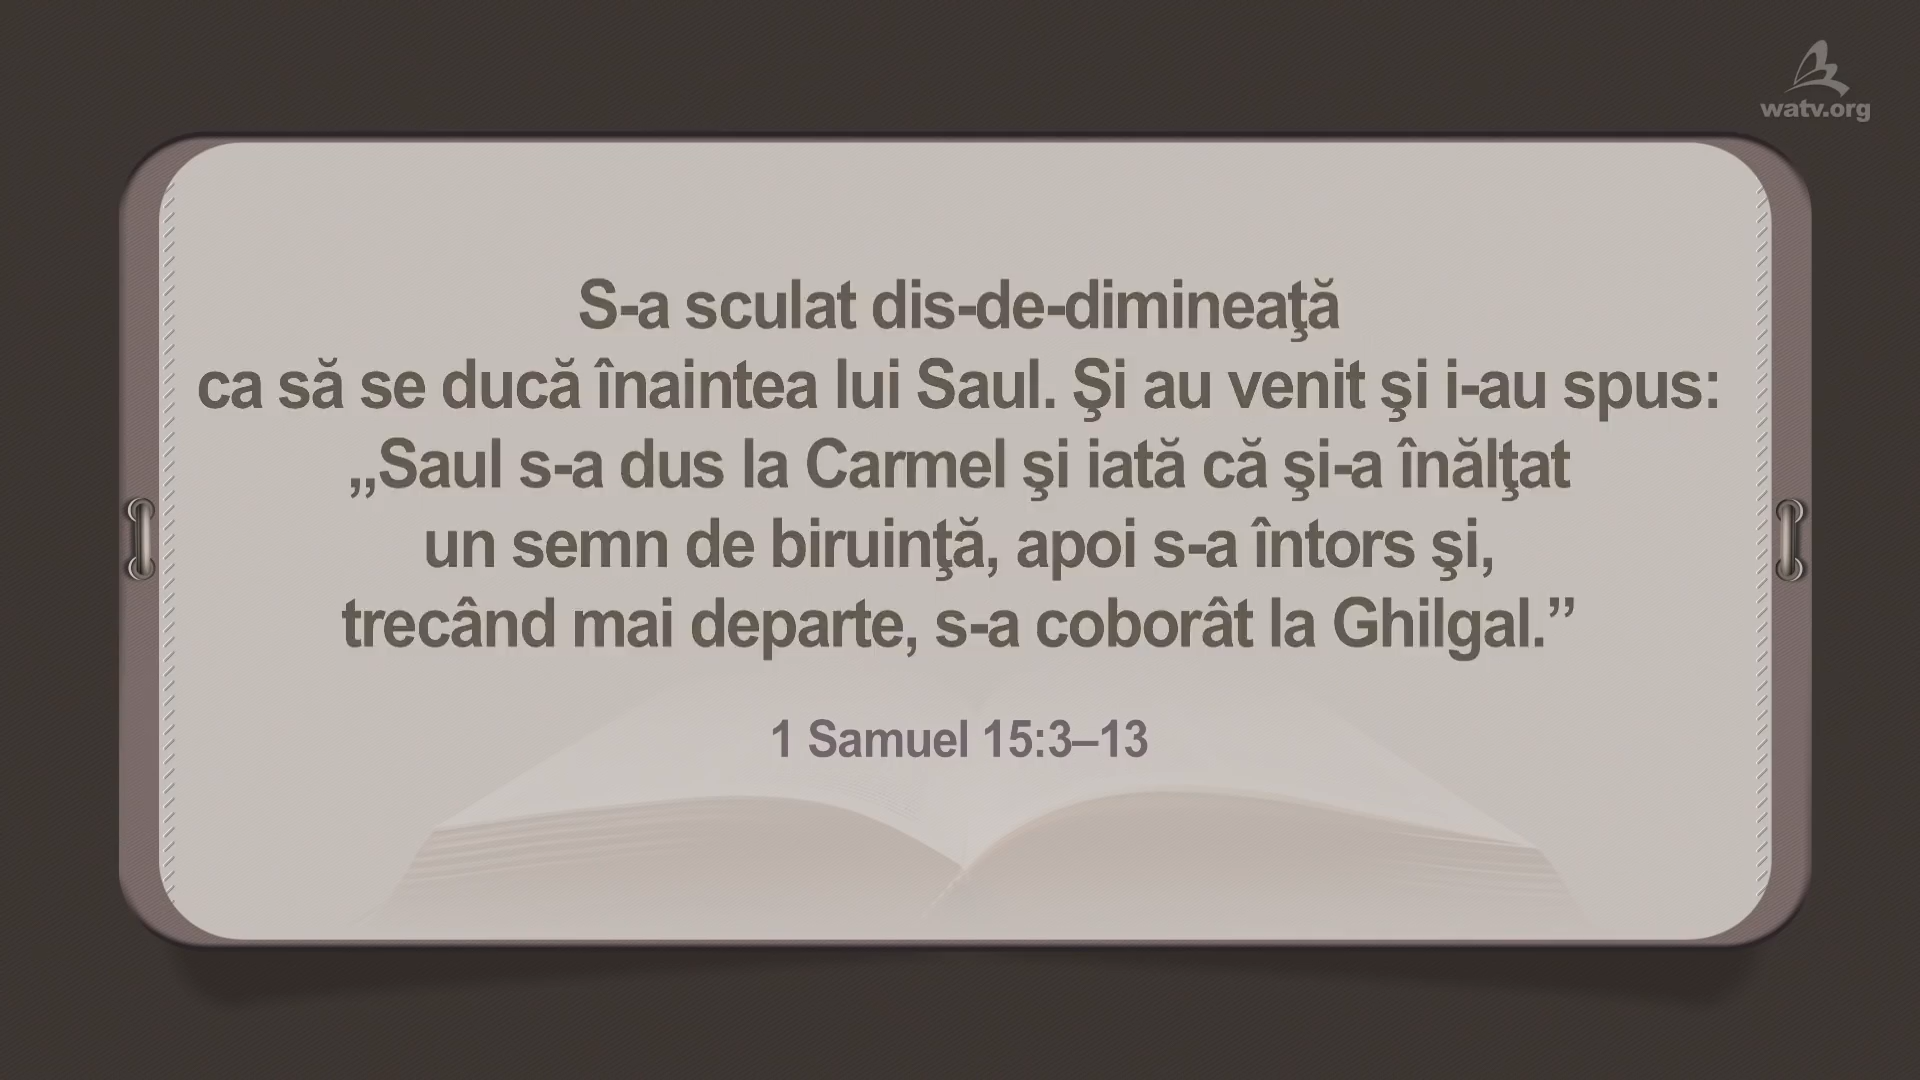 watv.org
S-a sculat dis-de-dimineaţă
ca să se ducă înaintea lui Saul. Şi au venit şi i-au spus:
„Saul s-a dus la Carmel şi iată că şi-a înălţat
un semn de biruinţă, apoi s-a întors şi,
trecând mai departe, s-a coborât la Ghilgal.”
1 Samuel 15:3–13